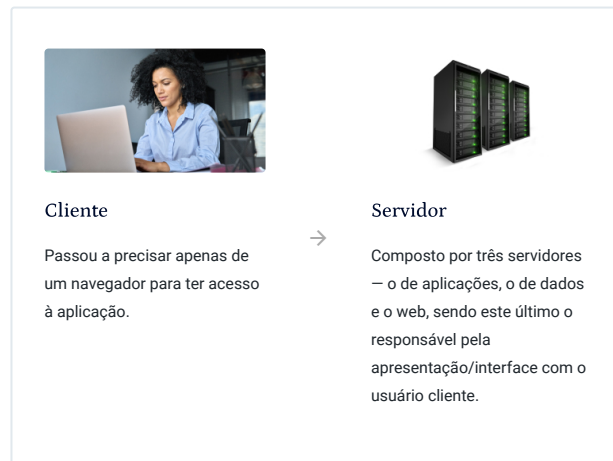 Cliente
Passou a precisar apenas de
um navegador para ter acesso
à aplicação.
Servidor
Composto por três servidores
— o de aplicações, o de dados
e o web, sendo este último o
responsável pela
apresentação/interface com o
usuário cliente.